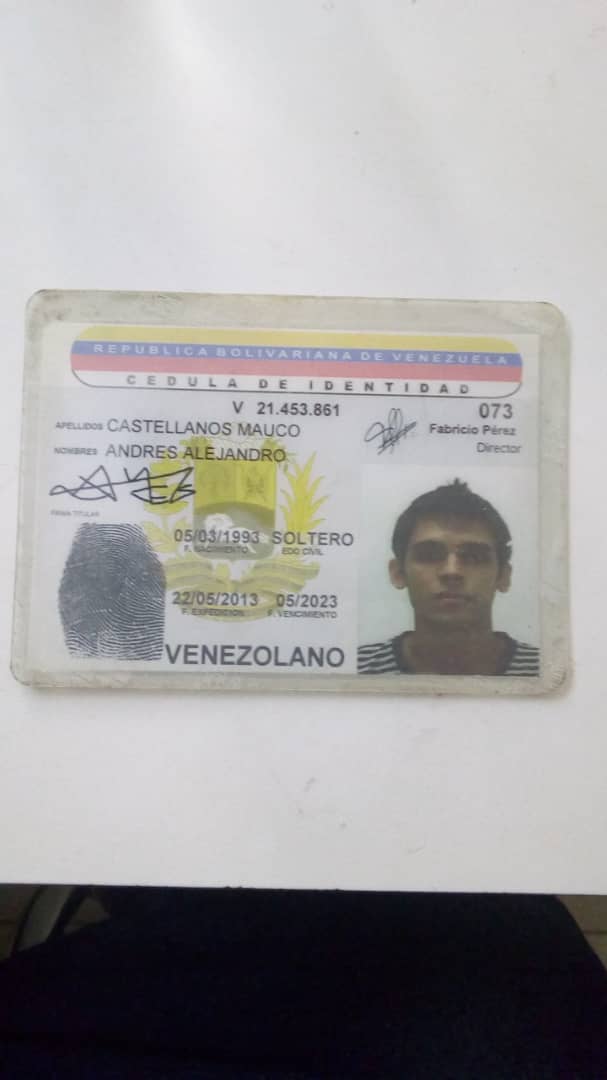 REPUBLICA BOLIVARIANA DE VENEZUELA
CEDULA DE IDENTIDAD
V 21.453.861
073
APELLIDOS CASTELLANOS MAUCO
Fabricio Pérez
Director
NOMBRES ANDRES ALEJANDRO
FIRMA TITULAR
05/03/1993 SOLTERO
F. NACIMIENTO EDO CIVIL
22/05/2013 05/2023
F. EXPEDICION F. VENCIMIENTO
VENEZOLANO